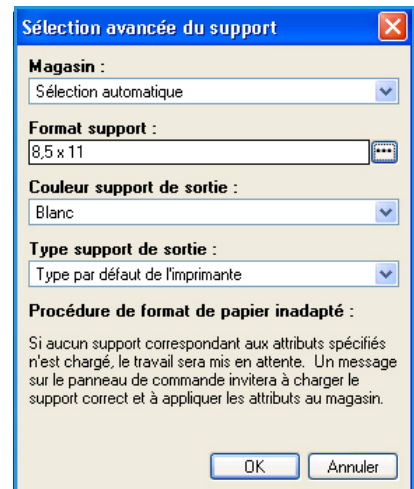 Sélection avancée du support
Magasin :
Sélection automatique
Format support :
8,5 x 11
Couleur support de sortie :
Blanc
Type support de sortie :
Type par défaut de l'imprimante
Procédure de format de papier inadapté :
Si aucun support correspondant aux attributs spécifiés
n'est chargé, le travail sera mis en attente. Un message
sur le panneau de commande invitera à charger le
support correct et à appliquer les attributs au magasin.
OK Annuler